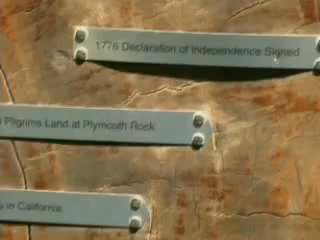 1776 Declaration of Independence Signed
Pilgrims Land at Plymouth Rock
in California